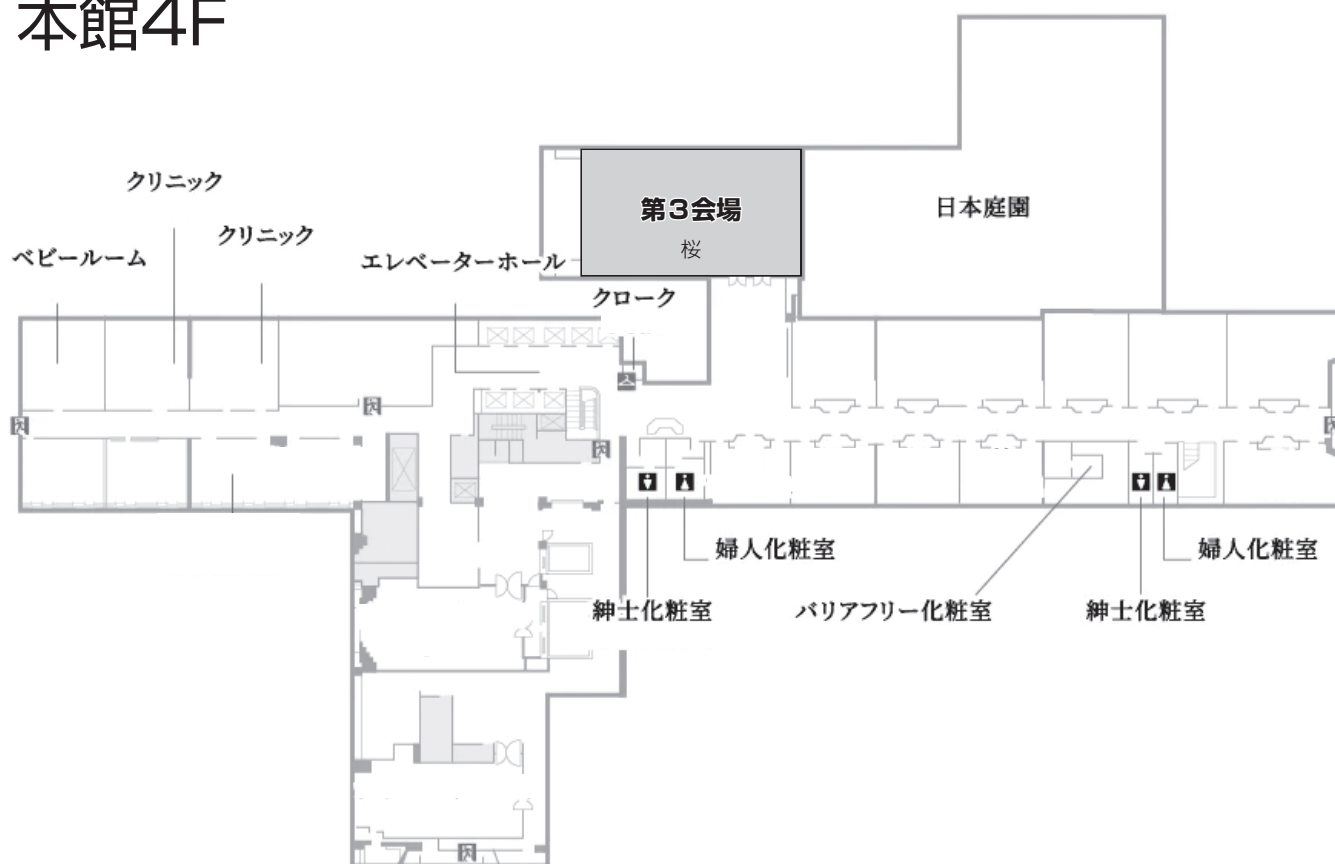 本館4F
クリニック
クリニック
ベビールーム
エレベーターホール
第3会場
桜
日本庭園
クローク
婦人化粧室
婦人化粧室
紳士化粧室
バリアフリー化粧室
紳士化粧室